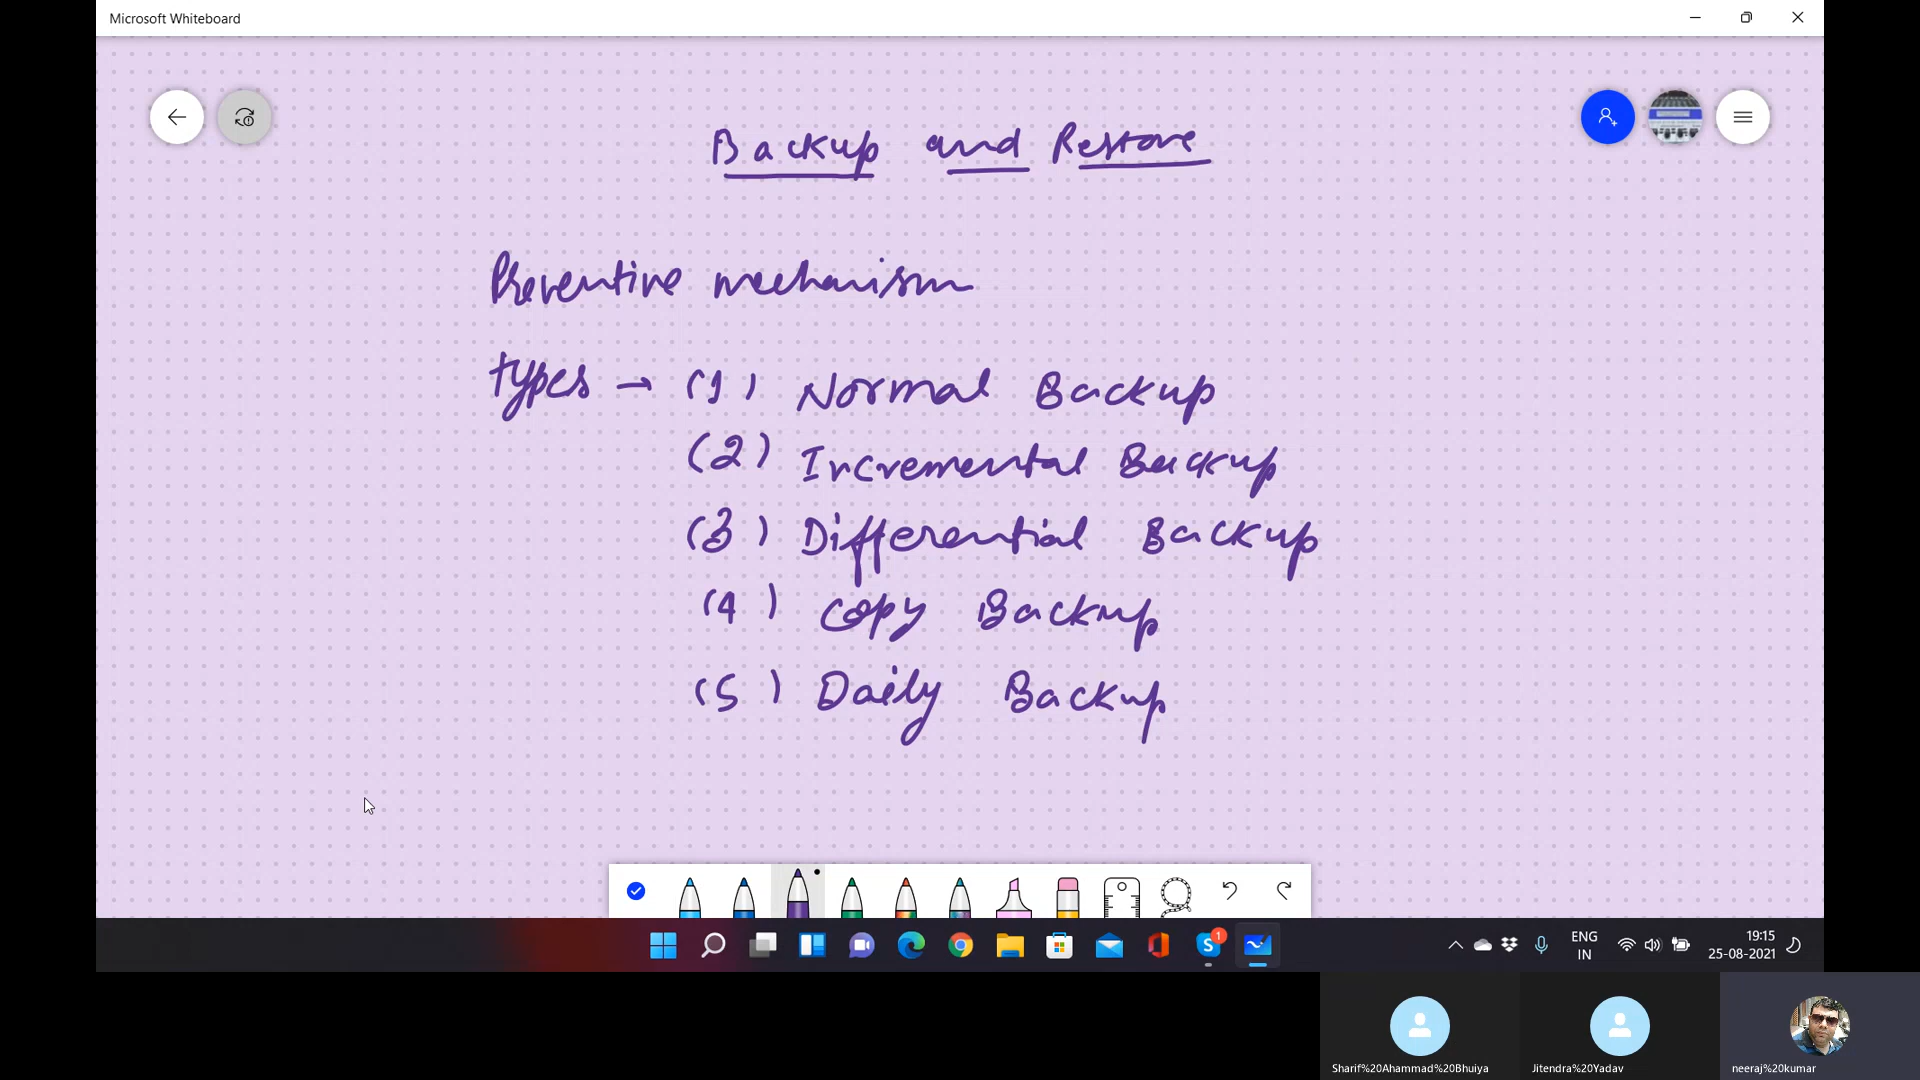 Microsoft Whiteboard
Backup and Restore
Preventive mechanism
types → (1) Normal Backup
(2) Incremental Backup
(3) Differential Backup
(4) Copy Backup
(5) Daily Backup
S 1
ENG
IN
19:15
25-08-2021
Sharif%20Ahammad%20Bhuiya
Jitendra%20Yadav
neeraj%20kumar